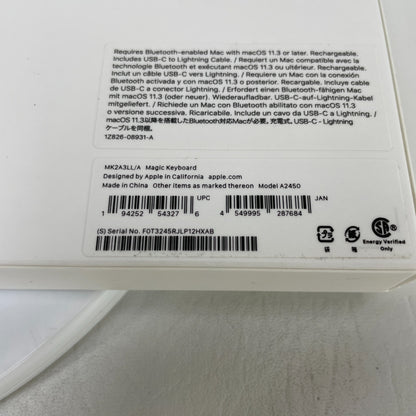 Requires Bluetooth-enabled Mac with macOS 11.3 or later. Rechargeable.
Includes USB-C to Lightning Cable. / Requiert un Mac compatible avec la
technologie Bluetooth et exécutant macOS 11.3 ou ultérieur. Rechargeable.
Inclut un câble USB-C vers Lightning. / Requiere un Mac con la conexión
Bluetooth activada y con macOS 11.3 o posterior. Recargable. Incluye cable
de USB-C a conector Lightning. / Erfordert einen Bluetooth-fähigen Mac
mit macOS 11.3 (oder neuer). Wiederaufladbar. USB-C-auf-Lightning-Kabel
mitgeliefert. / Richiede un Mac con Bluetooth abilitato con macOS 11.3
o versione successiva. Ricaricabile. Cavo da USB-C a Lightning incluso. /
macOS 11.3以降を搭載したBluetooth対応Macが必要。充電式。USB-C - Lightning
ケーブルを同梱。
1Z826-08931-A
MK2A3LL/A Magic Keyboard
Designed by Apple in California apple.com
Made in China Other items as marked thereon Model A2450
UPC
JAN
1 94252 54327 6
4 549995 287684
(S) Serial No. F0T3245RJLP12HXAB
Energy Verified
Only